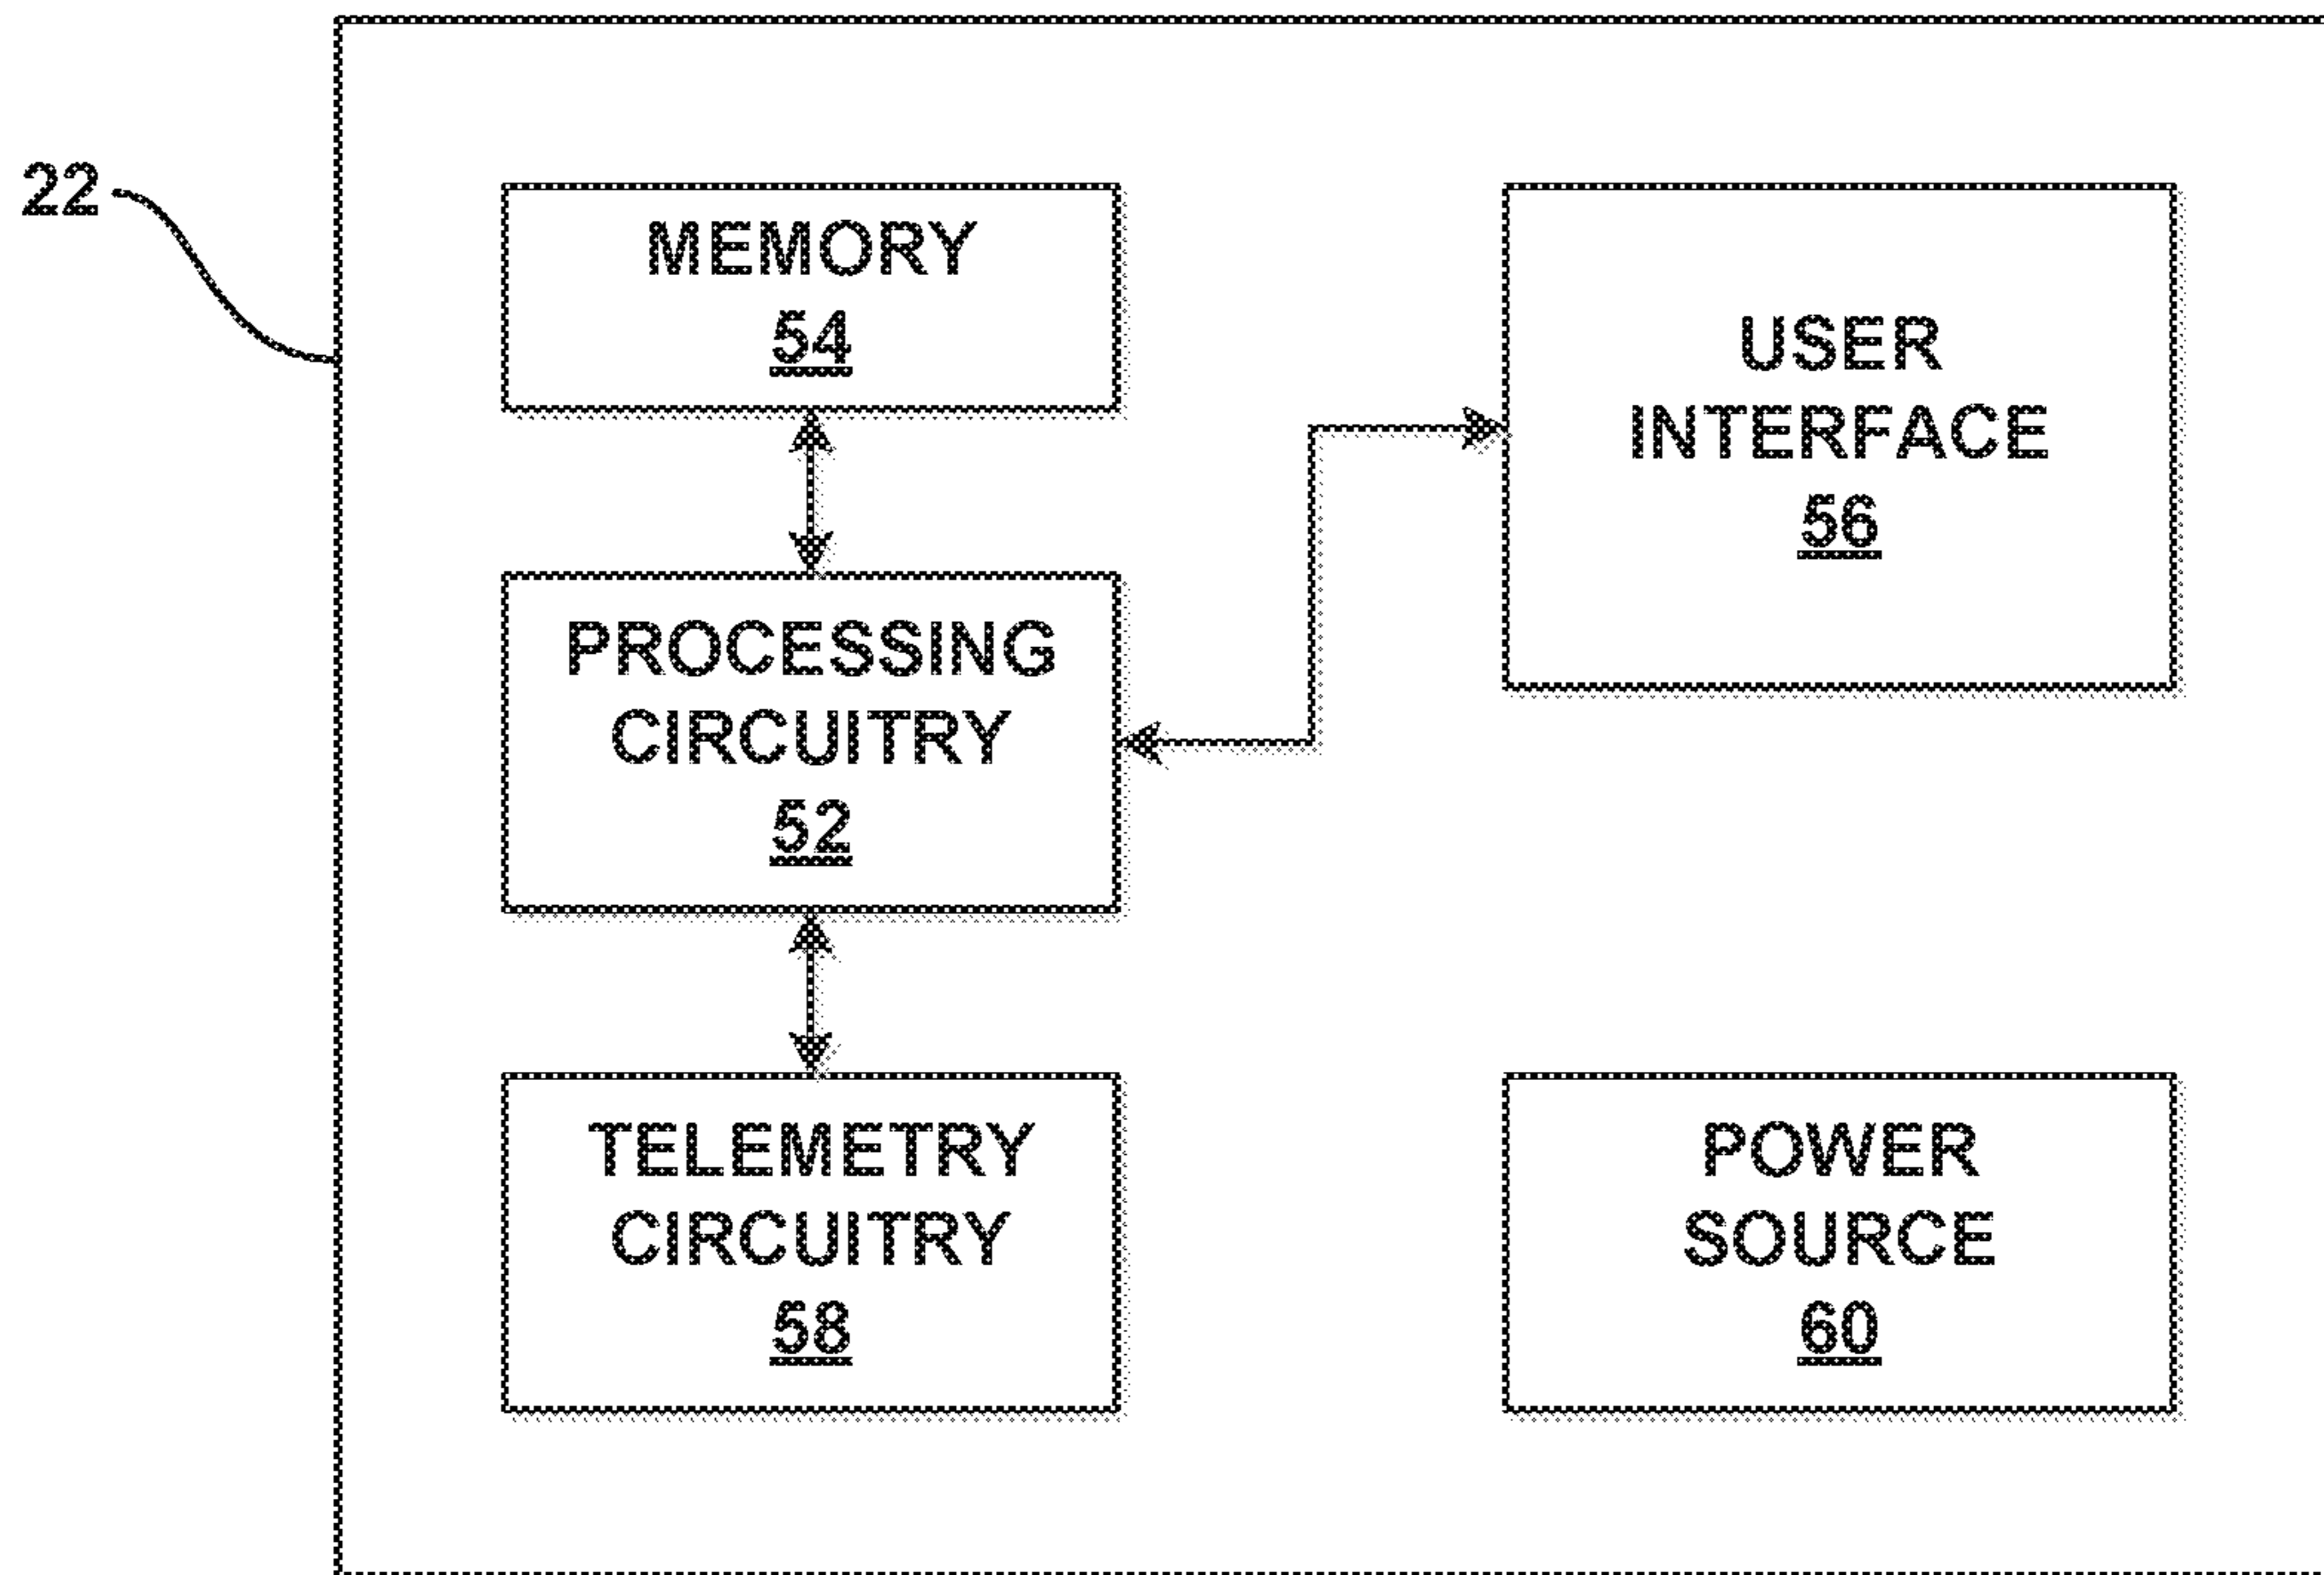 22
MEMORY
54
USER
INTERFACE
56
PROCESSING
CIRCUITRY
52
TELEMETRY
CIRCUITRY
58
POWER
SOURCE
60